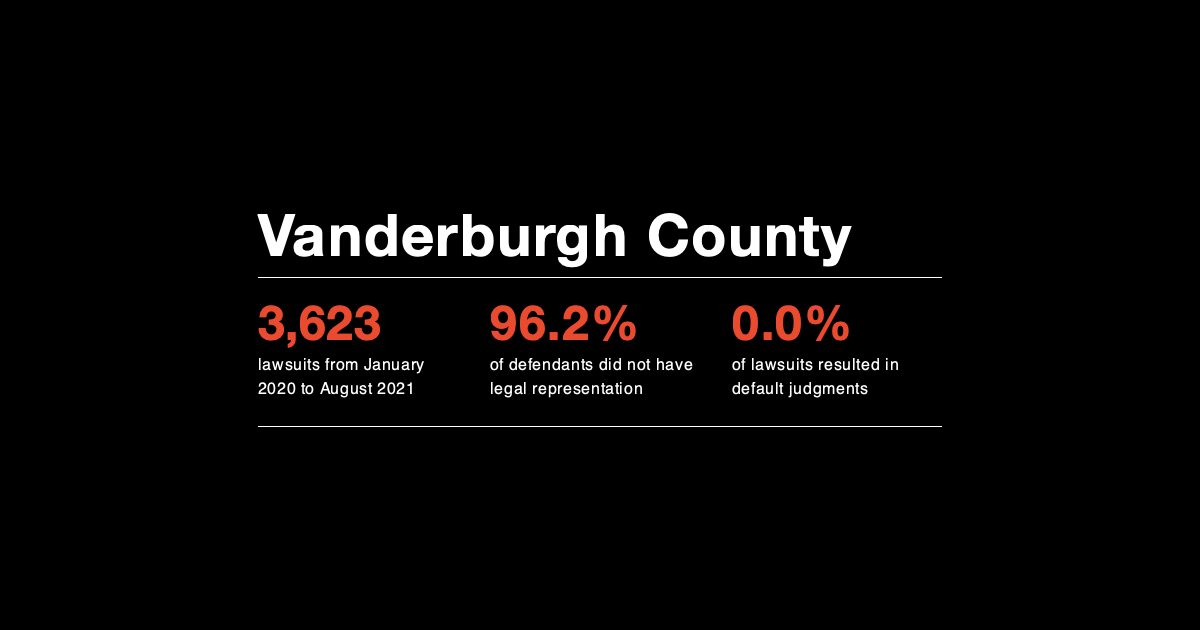 Vanderburgh County
3,623
lawsuits from January
2020 to August 2021
96.2%
of defendants did not have
legal representation
0.0%
of lawsuits resulted in
default judgments